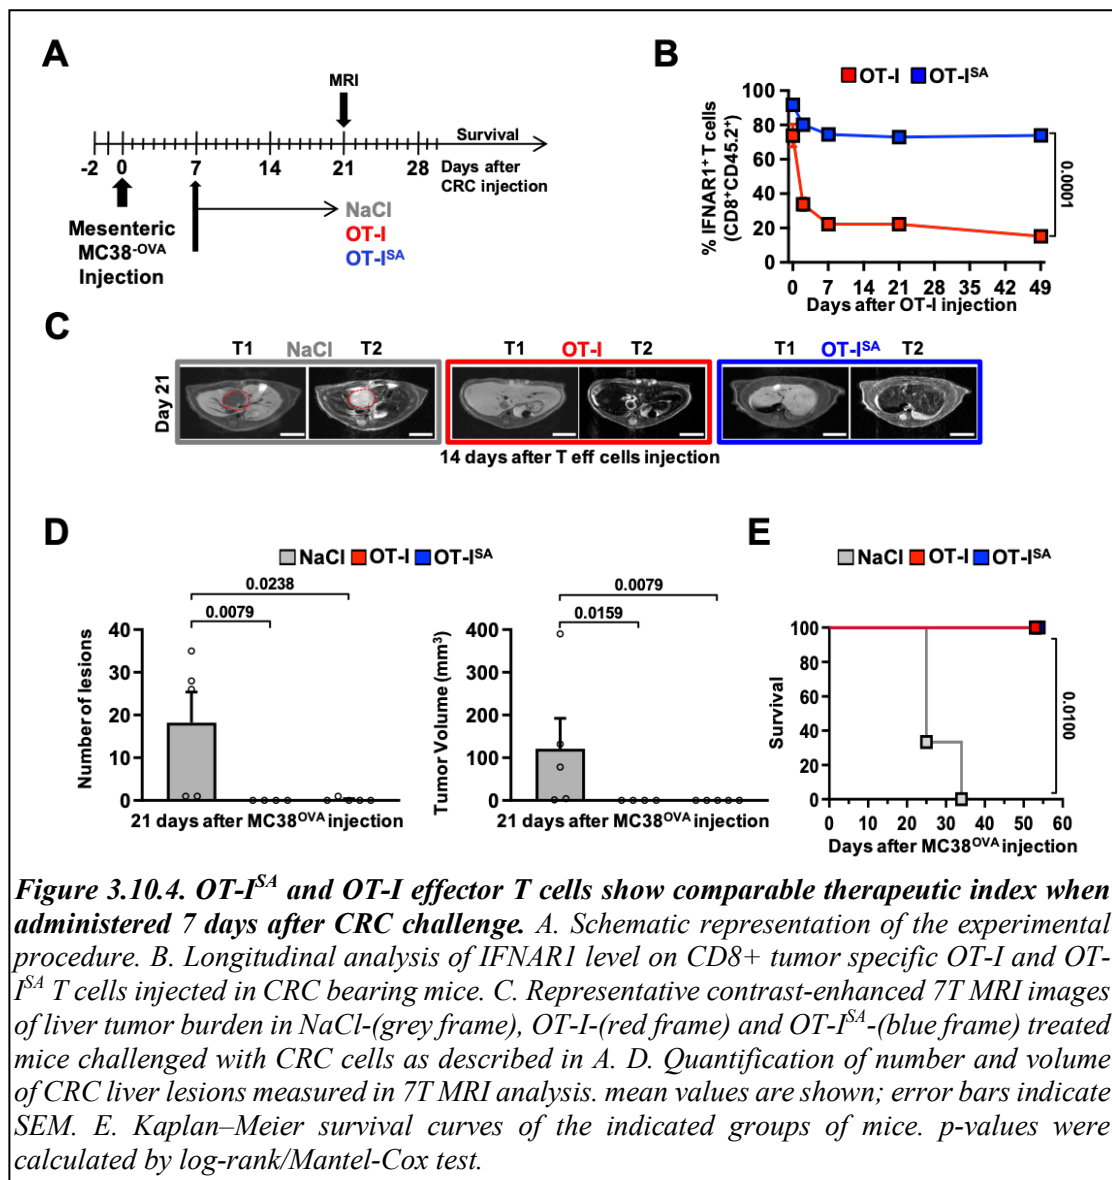 A
MRI
Survival
-2 0 7 14 21 28 Days after
CRC injection
Mesenteric
MC38-OVA
Injection
NaCl
OT-I
OT-ISA
B
OT-I OT-ISA
% IFNAR1+ T cells
(CD8+CD45.2+)
100
80
60
40
20
0
0 7 14 21 28 35 42 49
Days after OT-I injection
0.0001
C
T1 NaCl T2
T1 OT-I T2
T1 OT-ISA T2
Day 21
14 days after T eff cells injection
D
NaCl OT-I OT-ISA
0.0238
0.0079
Number of lesions
40
30
20
10
0
21 days after MC38OVA injection
0.0079
0.0159
Tumor Volume (mm3)
400
300
200
100
0
21 days after MC38OVA injection
E
NaCl OT-I OT-ISA
Survival
100
80
60
40
20
0
0 10 20 30 40 50 60
Days after MC38OVA injection
0.0100
Figure 3.10.4. OT-ISA and OT-I effector T cells show comparable therapeutic index when
administered 7 days after CRC challenge. A. Schematic representation of the experimental
procedure. B. Longitudinal analysis of IFNAR1 level on CD8+ tumor specific OT-I and OT-
ISA T cells injected in CRC bearing mice. C. Representative contrast-enhanced 7T MRI images
of liver tumor burden in NaCl-(grey frame), OT-I-(red frame) and OT-ISA-(blue frame) treated
mice challenged with CRC cells as described in A. D. Quantification of number and volume
of CRC liver lesions measured in 7T MRI analysis. mean values are shown; error bars indicate
SEM. E. Kaplan–Meier survival curves of the indicated groups of mice. p-values were
calculated by log-rank/Mantel-Cox test.